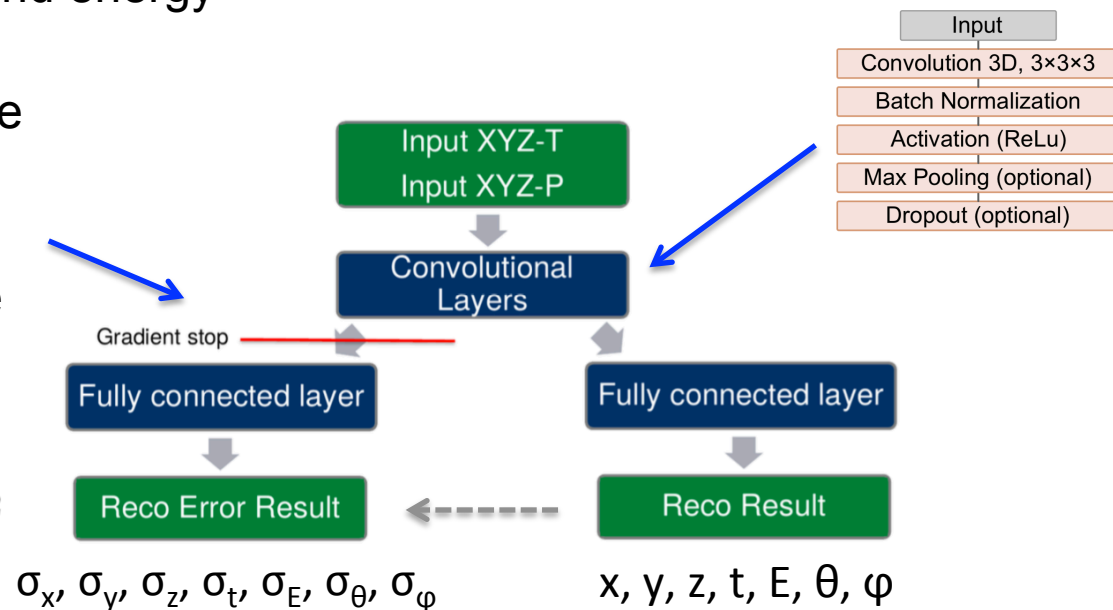 nd energy
Input
Convolution 3D, 3×3×3
Batch Normalization
Activation (ReLu)
Max Pooling (optional)
Dropout (optional)
Input XYZ-T
Input XYZ-P
Convolutional
Layers
Gradient stop
Fully connected layer
Fully connected layer
Reco Error Result
Reco Result
σx, σy, σz, σt, σE, σθ, σφ
x, y, z, t, E, θ, φ